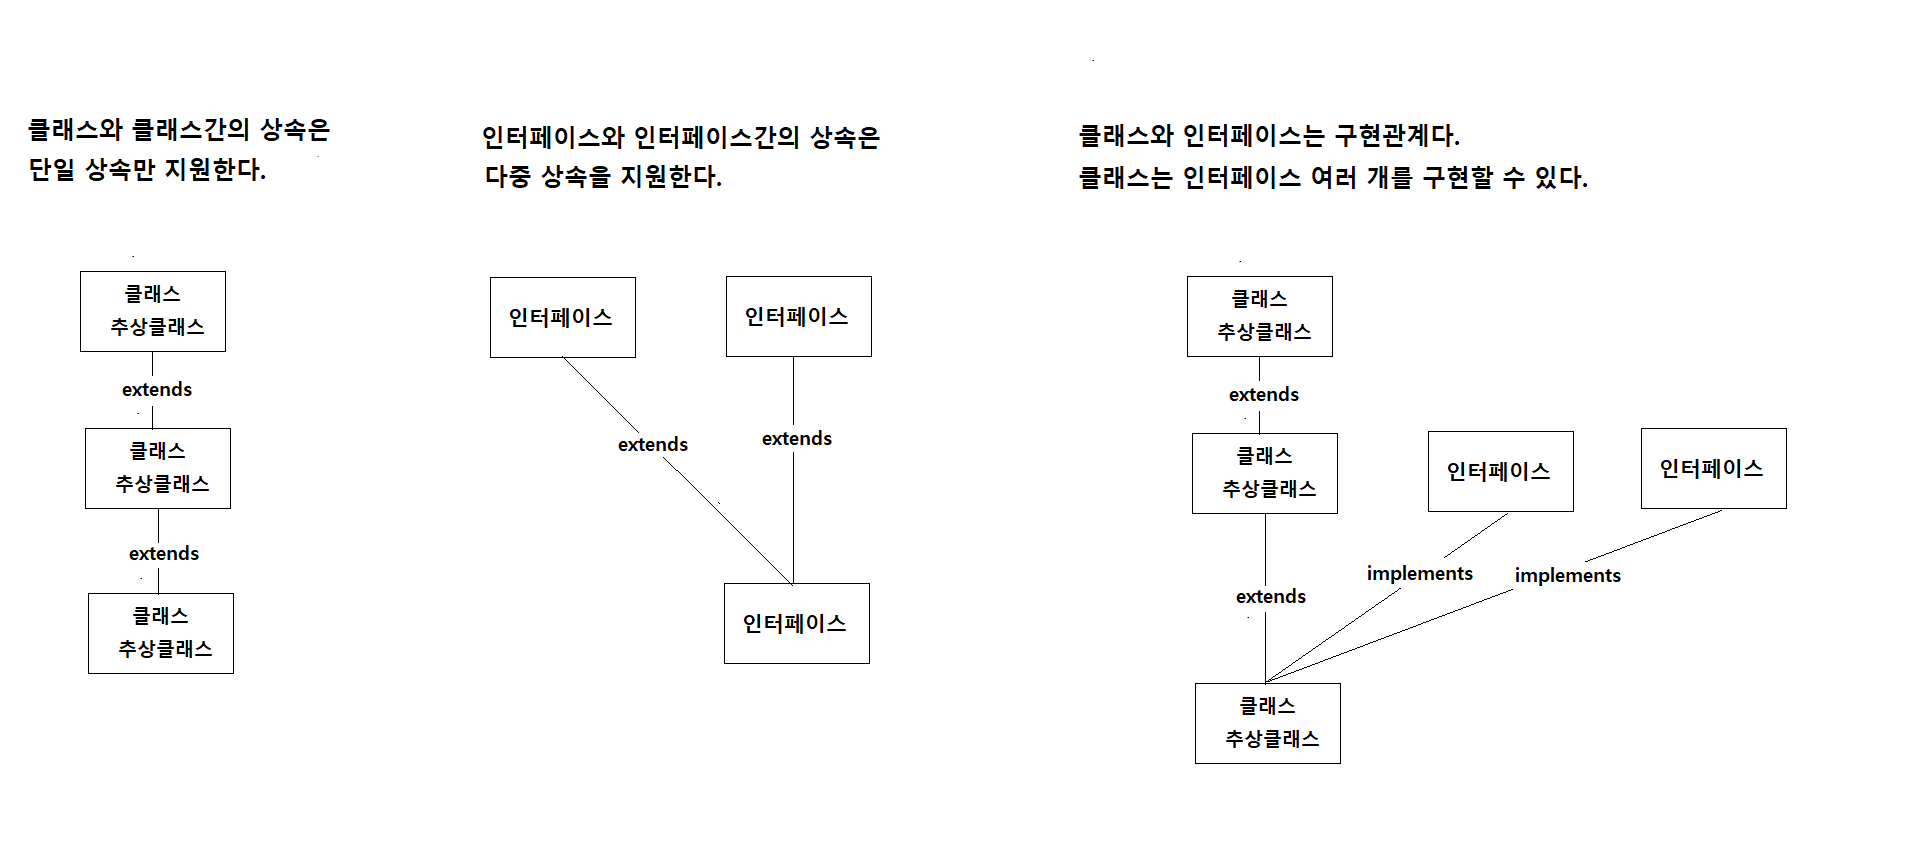 클래스와 클래스간의 상속은
단일 상속만 지원한다.
클래스
추상클래스
extends
클래스
추상클래스
extends
클래스
추상클래스
인터페이스와 인터페이스간의 상속은
다중 상속을 지원한다.
인터페이스
인터페이스
extends
extends
인터페이스
클래스와 인터페이스는 구현관계다.
클래스는 인터페이스 여러 개를 구현할 수 있다.
클래스
추상클래스
extends
클래스
추상클래스
인터페이스
인터페이스
extends
implements
implements
클래스
추상클래스